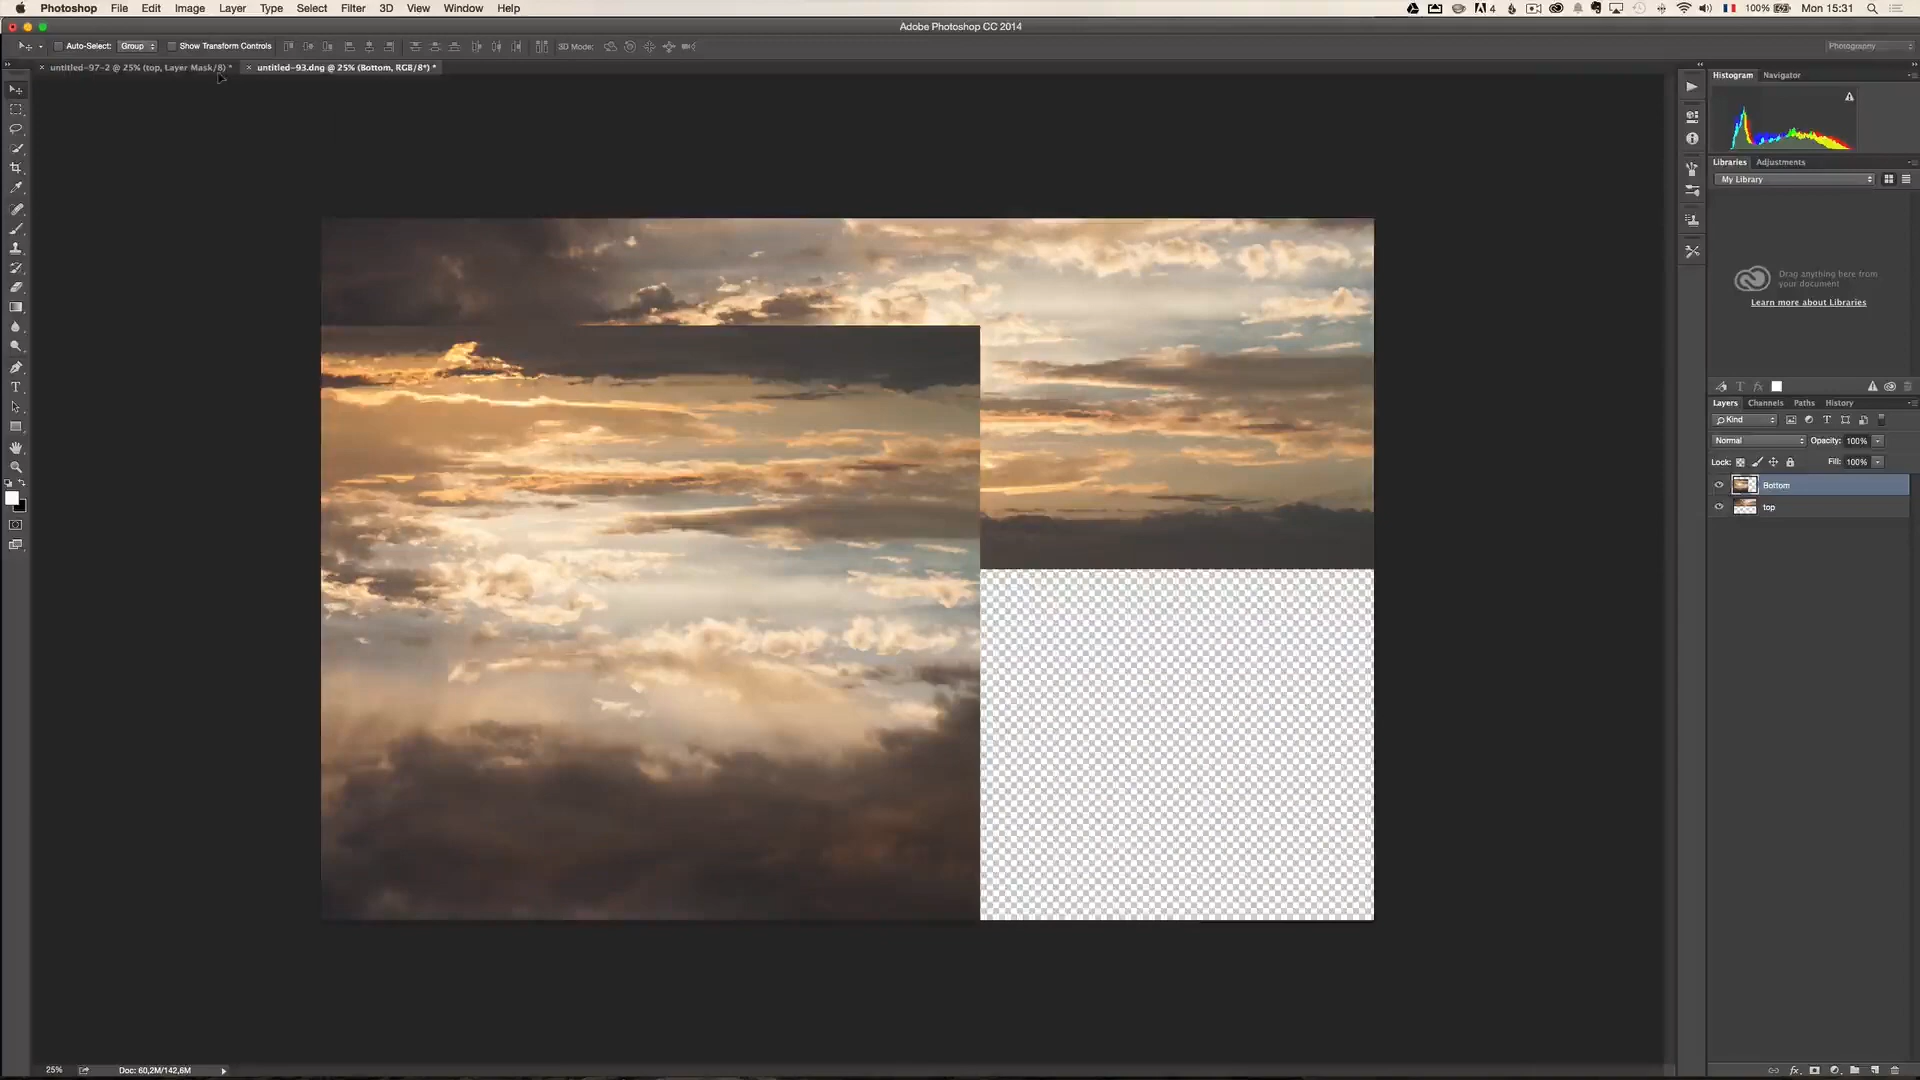 Photoshop File Edit Image Layer Type Select Filter 3D View Window Help
4 100% Mon 15:31
Adobe Photoshop CC 2014
Auto-Select: Group Show Transform Controls 3D Mode: Photography
× untitled-97-2 @ 25% (top, Layer Mask/8) * × untitled-93.dng @ 25% (Bottom, RGB/8*) *
Histogram Navigator
Libraries Adjustments
My Library
Drag anything here from
your document
Learn more about Libraries
Layers Channels Paths History
Kind
Normal Opacity: 100%
Lock: Fill: 100%
Bottom
top
25% Doc: 60,2M/142,6M